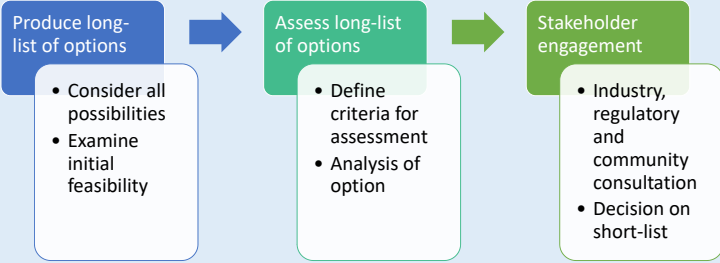 Produce long-
list of options
• Consider all
possibilities
• Examine
initial
feasibility
Assess long-list
of options
• Define
criteria for
assessment
• Analysis of
option
Stakeholder
engagement
• Industry,
regulatory
and
community
consultation
• Decision on
short-list